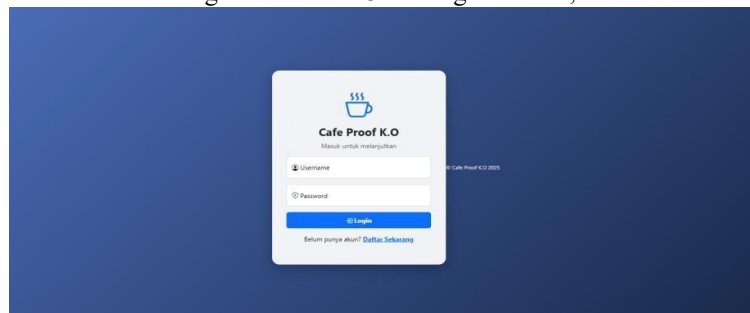 Cafe Proof K.O
Masuk untuk melanjutkan
Username
© Cafe Proof K.O 2025
Password
Login
Belum punya akun? Daftar Sekarang